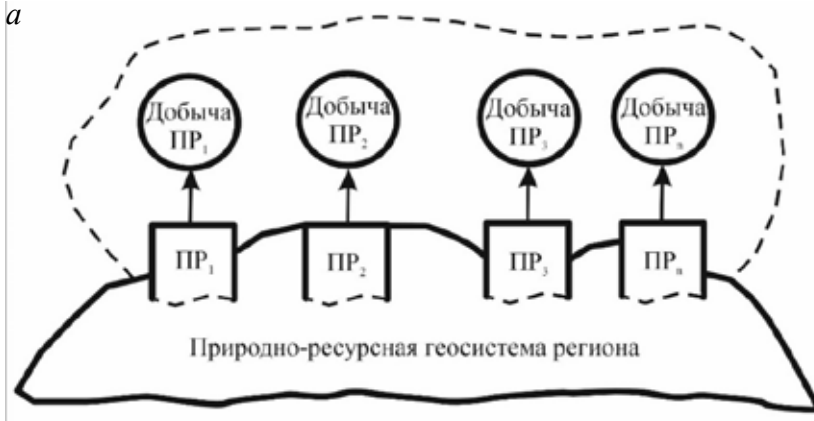 а
Добыча
ПР₁
Добыча
ПР₂
Добыча
ПР₃
Добыча
ПРₙ
ПР₁
ПР₂
ПР₃
ПРₙ
Природно-ресурсная геосистема региона